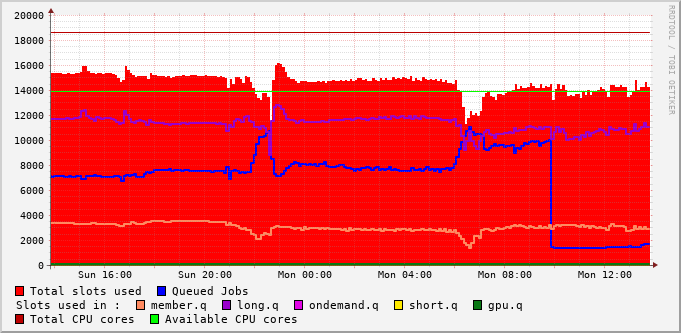 20000
18000
16000
14000
12000
10000
8000
6000
4000
2000
0
Sun 16:00 Sun 20:00 Mon 00:00 Mon 04:00 Mon 08:00 Mon 12:00
RRDTOOL / TOBI OETIKER
Total slots used Queued Jobs
Slots used in : member.q long.q ondemand.q short.q gpu.q
Total CPU cores Available CPU cores